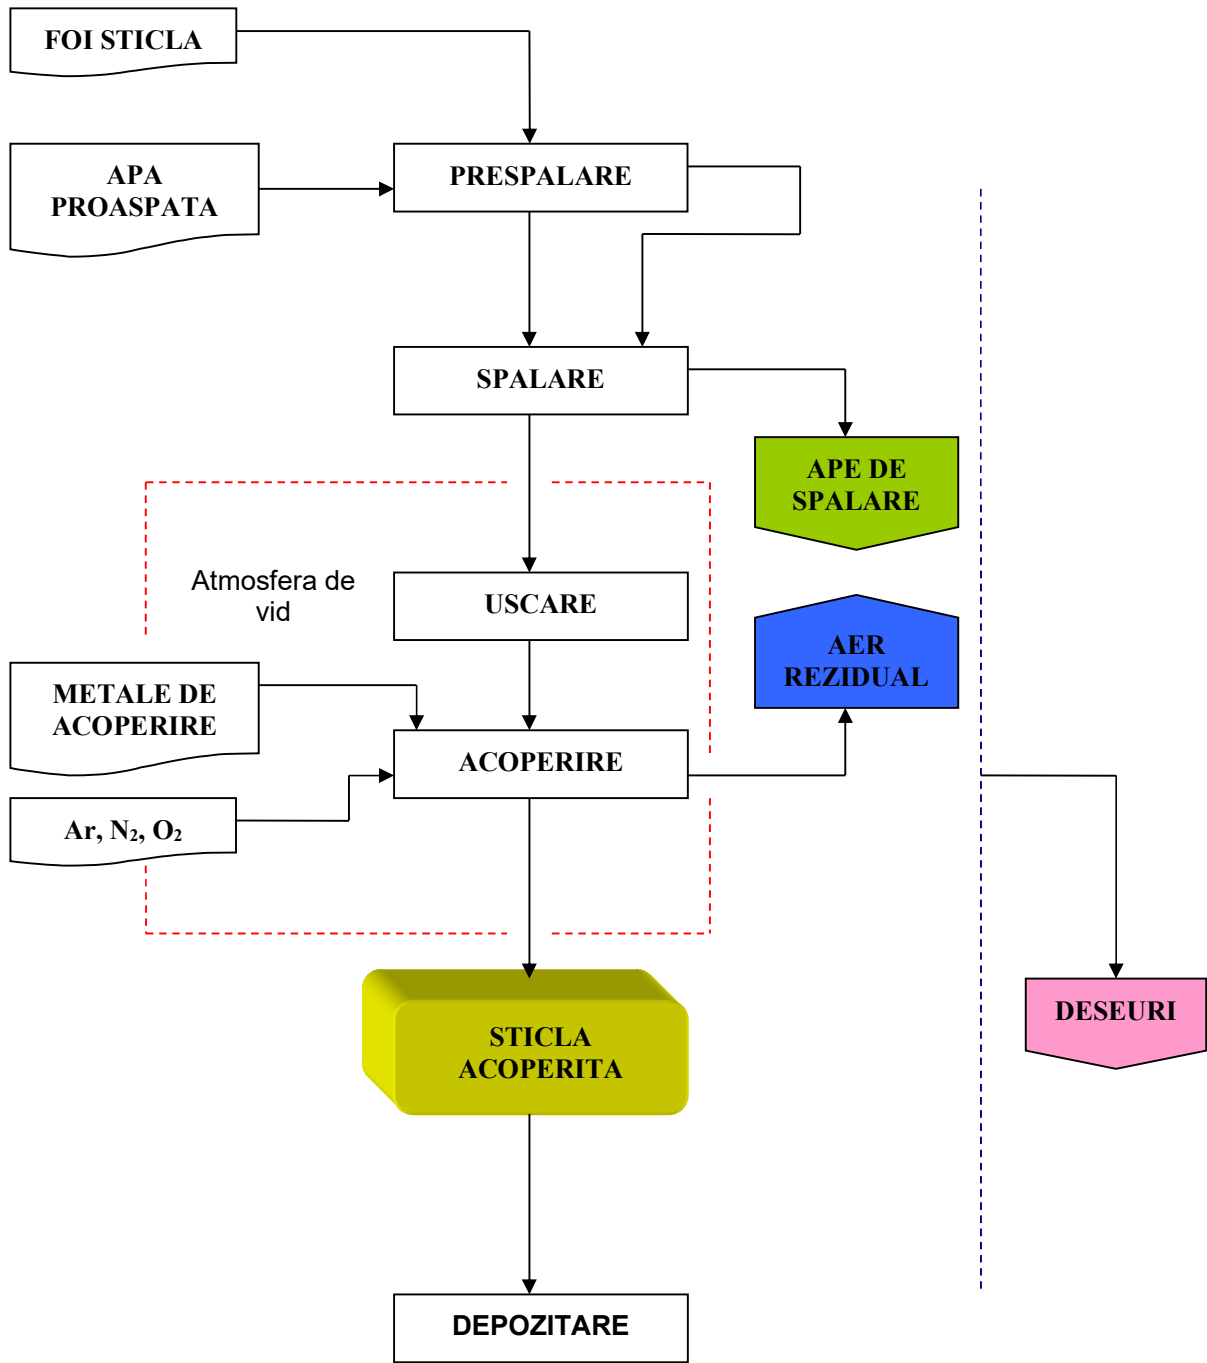 FOI STICLA
APA
PROASPATA
PRESPALARE
SPALARE
APE DE
SPALARE
Atmosfera de
vid
USCARE
AER
REZIDUAL
METALE DE
ACOPERIRE
ACOPERIRE
Ar, N₂, O₂
STICLA
ACOPERITA
DESEURI
DEPOZITARE